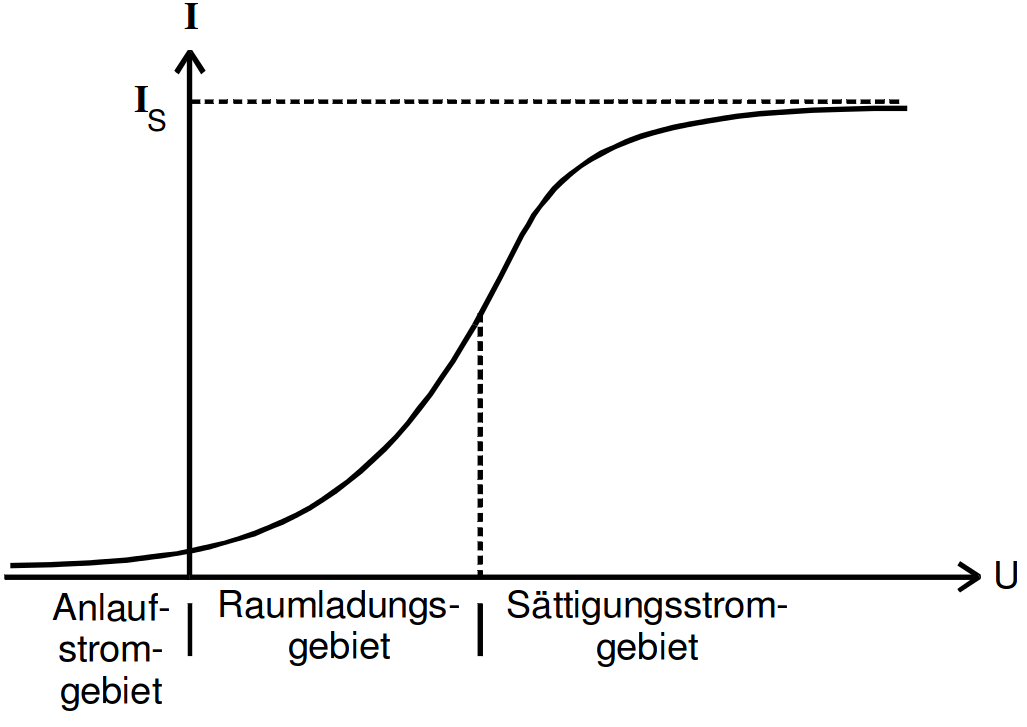 I
I_S
U
Anlauf-
strom-
gebiet
Raumladungs-
gebiet
Sättigungsstrom-
gebiet